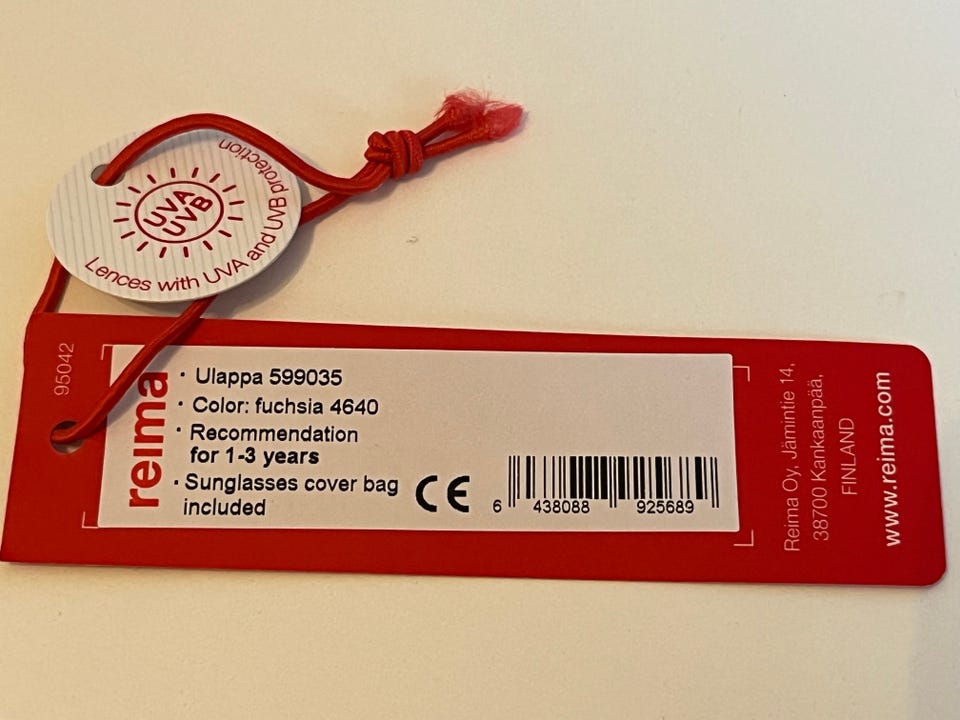 UVA
UVB
Lences with UVA and UVB protection
95042
reima
· Ulappa 599035
· Color: fuchsia 4640
· Recommendation
for 1-3 years
· Sunglasses cover bag
included
CE
6 438088 925689
Reima Oy, Jämintie 14,
38700 Kankaanpää,
FINLAND
www.reima.com